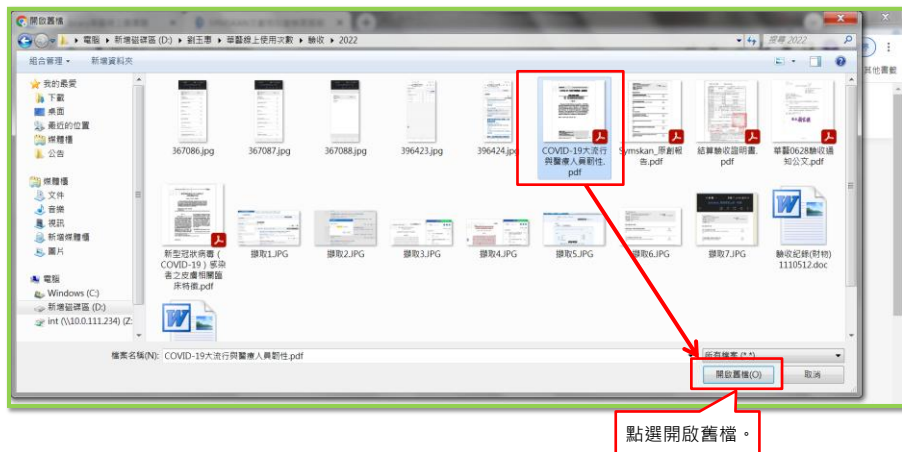 開啟舊檔
電腦 ▸ 新增磁碟區 (D:) ▸ 劉玉惠 ▸ 華藝線上使用次數 ▸ 驗收 ▸ 2022
搜尋 2022
組合管理 ▾ 新增資料夾
其他書籤
我的最愛
下載
桌面
最近的位置
媒體櫃
公告
媒體櫃
文件
音樂
視訊
新增媒體櫃
圖片
電腦
Windows (C:)
新增磁碟區 (D:)
int (\\10.0.111.234) (Z:
367086.jpg
367087.jpg
367088.jpg
396423.jpg
396424.jpg
COVID-19大流行
與醫療人員韌性.
pdf
Symskan_原創報
告.pdf
結算驗收證明書.
pdf
華藝0628驗收通
知公文.pdf
新型冠狀病毒 (
COVID-19 ) 感染
者之皮膚相關臨
床特徵.pdf
擷取1.JPG
擷取2.JPG
擷取3.JPG
擷取4.JPG
擷取5.JPG
擷取6.JPG
擷取7.JPG
驗收紀錄(財物)
1110512.doc
檔案名稱(N): COVID-19大流行與醫療人員韌性.pdf
所有檔案 (*.*)
開啟舊檔(O)
取消
點選開啟舊檔。